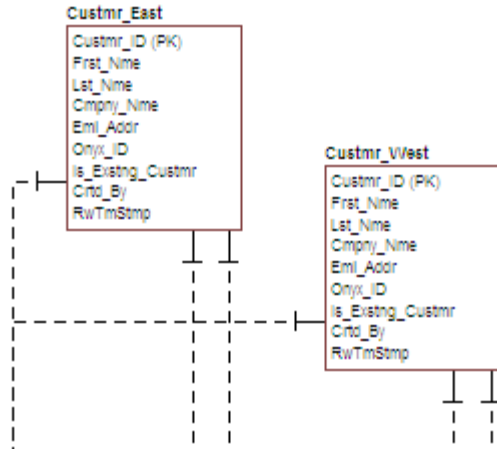 Custmr_East
Custmr_ID (PK)
Frst_Nme
Lst_Nme
Cmpny_Nme
Eml_Addr
Onyx_ID
Is_Exstng_Custmr
Crtd_By
RwTmStmp
Custmr_West
Custmr_ID (PK)
Frst_Nme
Lst_Nme
Cmpny_Nme
Eml_Addr
Onyx_ID
Is_Exstng_Custmr
Crtd_By
RwTmStmp